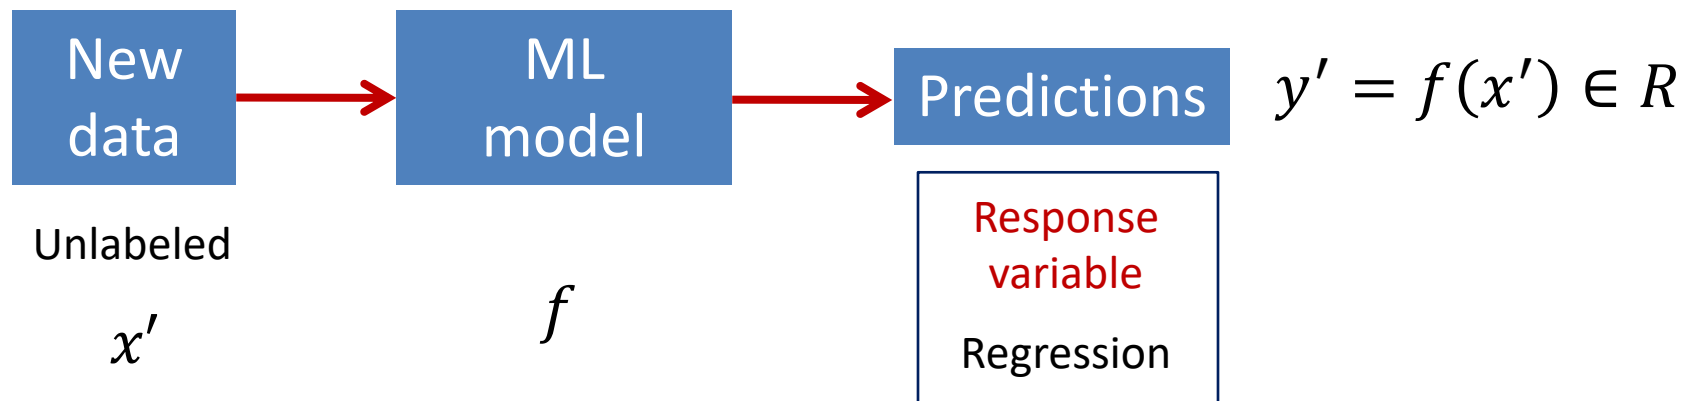 New
data
ML
model
Predictions
y′ = f(x′) ∈ R
Unlabeled
x′
f
Response
variable
Regression